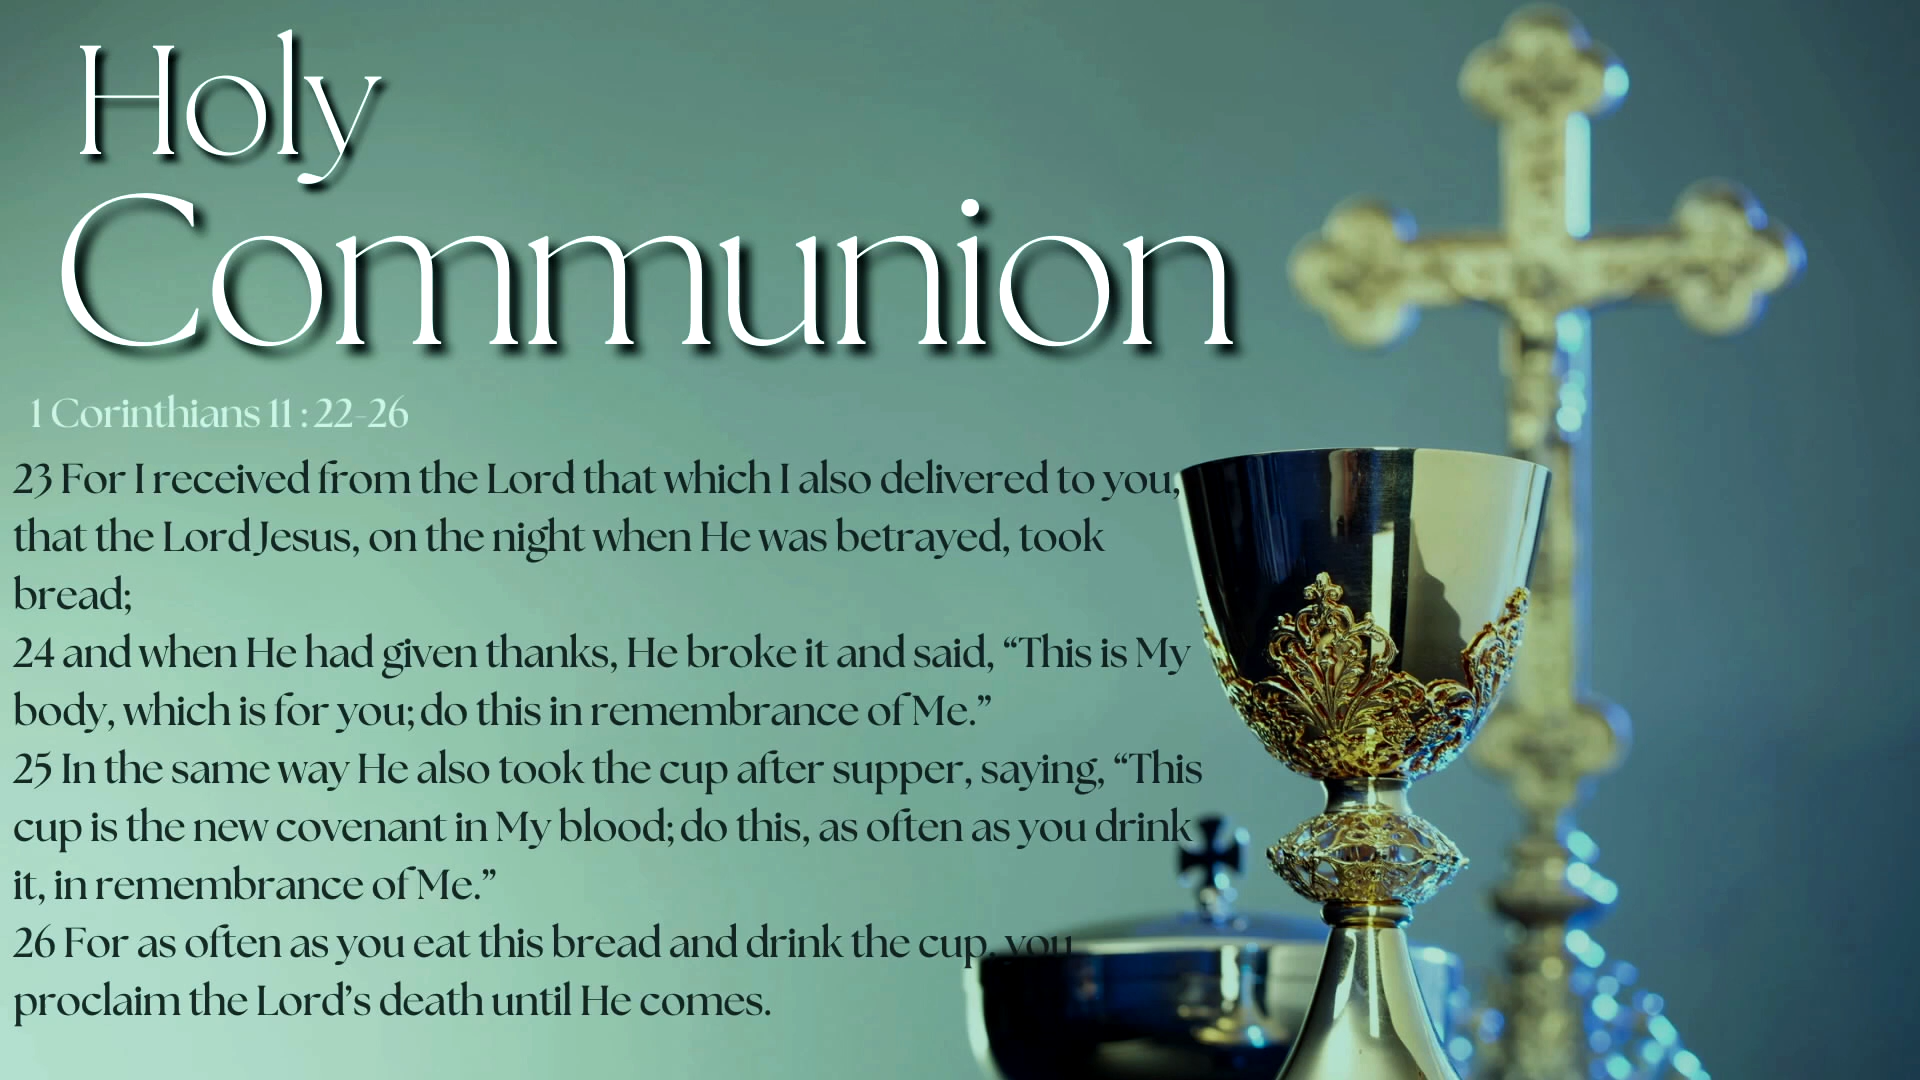 Holy
Communion
1 Corinthians 11 : 22-26
23 For I received from the Lord that which I also delivered to you,
that the Lord Jesus, on the night when He was betrayed, took
bread;
24 and when He had given thanks, He broke it and said, “This is My
body, which is for you; do this in remembrance of Me.”
25 In the same way He also took the cup after supper, saying, “This
cup is the new covenant in My blood; do this, as often as you drink
it, in remembrance of Me.”
26 For as often as you eat this bread and drink the cup, you
proclaim the Lord’s death until He comes.